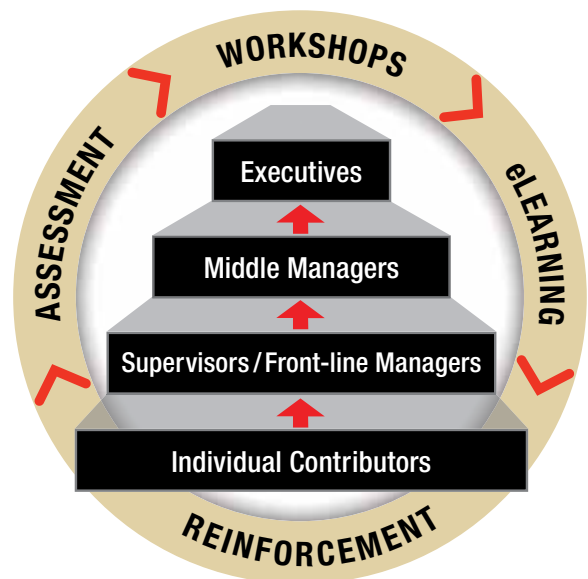 WORKSHOPS
ASSESSMENT
eLEARNING
Executives
Middle Managers
Supervisors/Front-line Managers
Individual Contributors
REINFORCEMENT